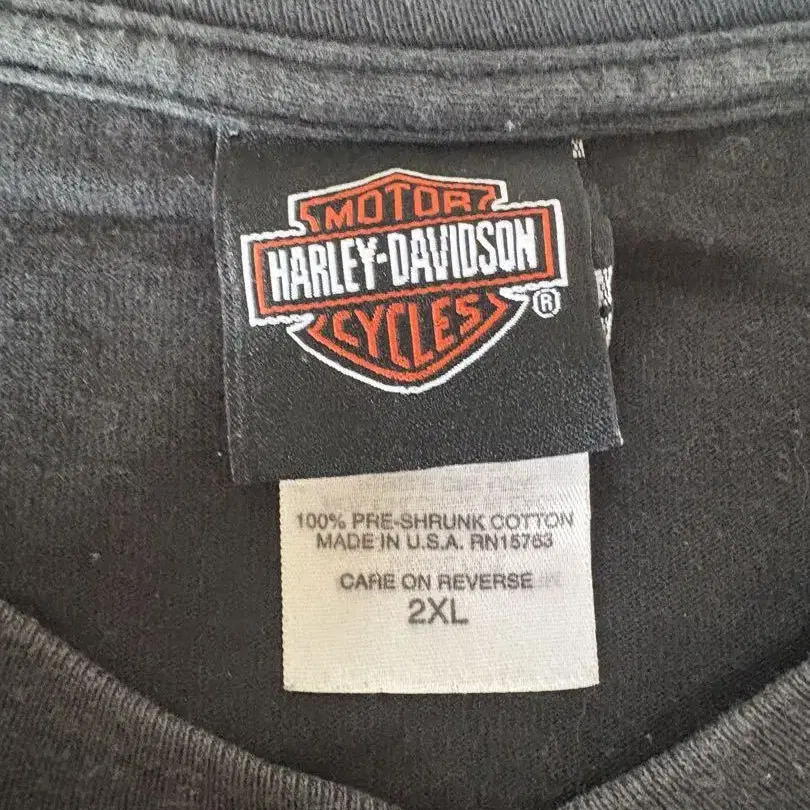 MOTOR
HARLEY-DAVIDSON
CYCLES
®
100% PRE-SHRUNK COTTON
MADE IN U.S.A. RN15763
CARE ON REVERSE
2XL